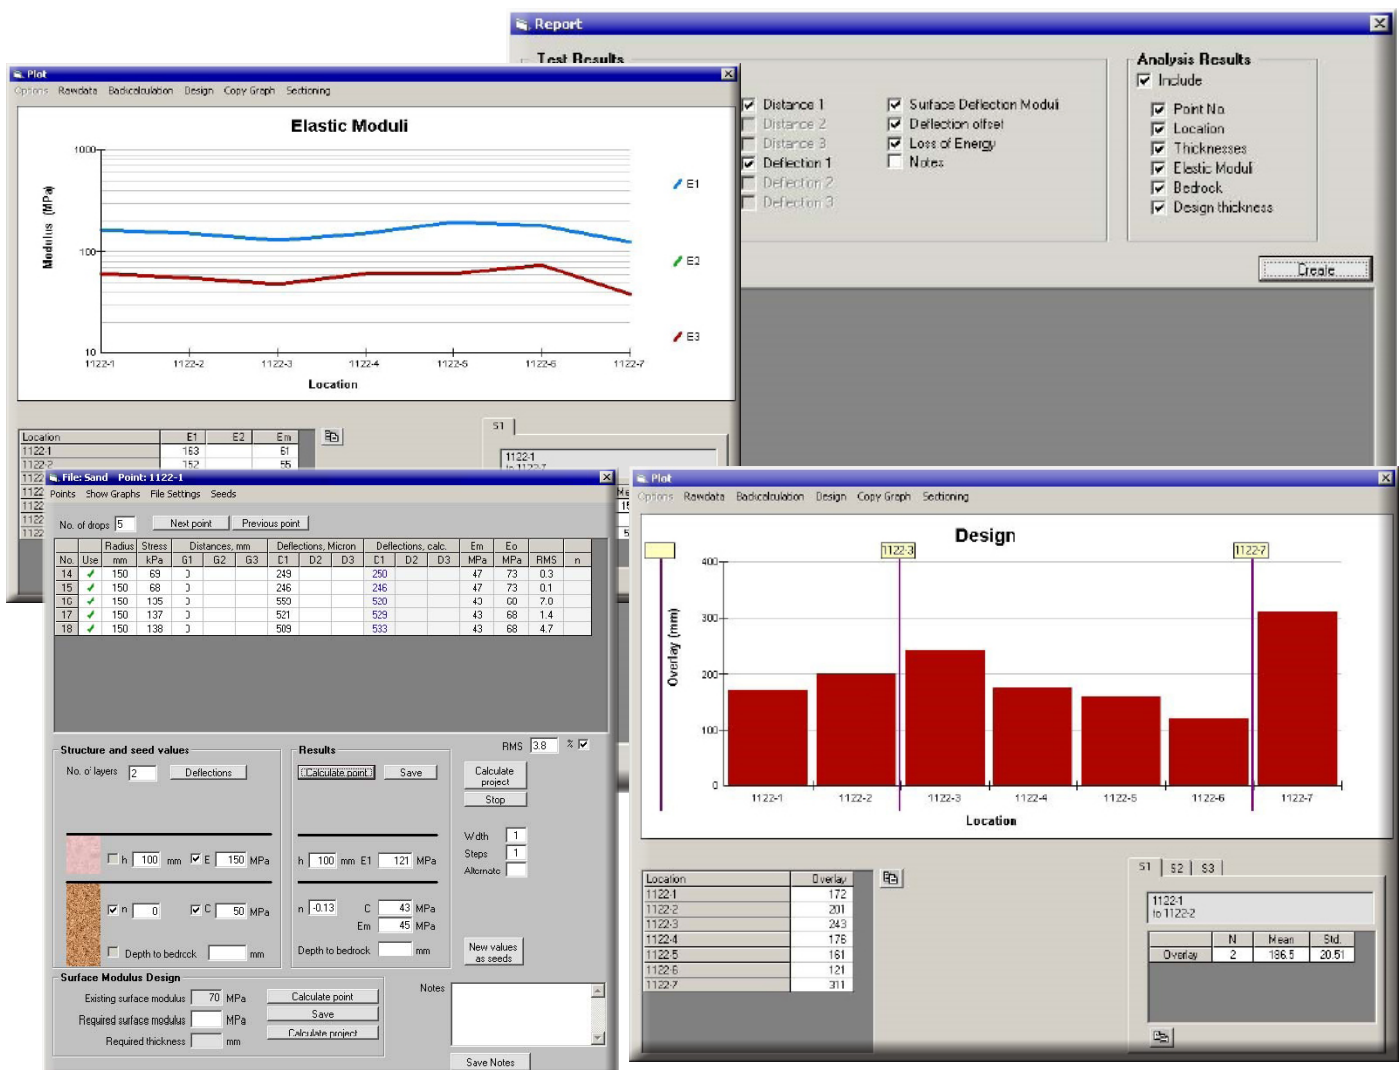 Report
Test Results
Distance 1
Distance 2
Distance 3
Deflection 1
Deflection 2
Deflection 3
Surface Deflection Moduli
Deflection offset
Loss of Energy
Notes
Analysis Results
Include
Point No
Location
Thicknesses
Elastic Moduli
Bedrock
Design thickness
Create
Plot
Options Rawdata Backcalculation Design Copy Graph Sectioning
Elastic Moduli
1000
100
10
Modulus (MPa)
E1
E2
E3
1122-1 1122-2 1122-3 1122-4 1122-5 1122-6 1122-7
Location
Location E1 E2 Em
1122-1 163 61
1122-2 152 55
1122
1122
1122
1122
1122
S1
1122-1
to 1122-7
File: Sand Point: 1122-1
Points Show Graphs File Settings Seeds
No. of drops 5 Next point Previous point
Radius Stress Distances, mm Deflections, Micron Deflections, calc. Em Eo
No. Use mm kPa G1 G2 G3 D2 D3 D2 D3 MPa MPa RMS n
14 150 69 249 250 47 73 0.3
15 150 68 246 246 47 73 0.1
16 150 520 60 7.0
17 150 137 521 529 43 68 1.4
18 150 138 509 533 43 68 4.7
Structure and seed values
No. of layers 2 Deflections
h 100 mm E 150 MPa
n 0 C 50 MPa
Depth to bedrock mm
Results
Calculate point Save
h 100 mm E1 121 MPa
n -0.13 C 43 MPa
Em 45 MPa
Depth to bedrock mm
RMS 3.8 %
Calculate project
Stop
Width 1
Steps 1
Alternate
New values as seeds
Surface Modulus Design
Existing surface modulus 70 MPa
Required surface modulus MPa
Required thickness mm
Calculate point
Save
Calculate project
Notes
Save Notes
Plot
Options Rawdata Backcalculation Design Copy Graph Sectioning
Design
1122-3 1122-7
400
300
200
100
0
Overlay (mm)
1122-1 1122-2 1122-3 1122-4 1122-5 1122-6 1122-7
Location
Location Overlay
1122-1 172
1122-2 201
1122-3 243
1122-4 176
1122-5 161
1122-6 121
1122-7 311
S1 S2 S3
1122-1
to 1122-2
N Mean Std.
Overlay 2 186.5 20.51